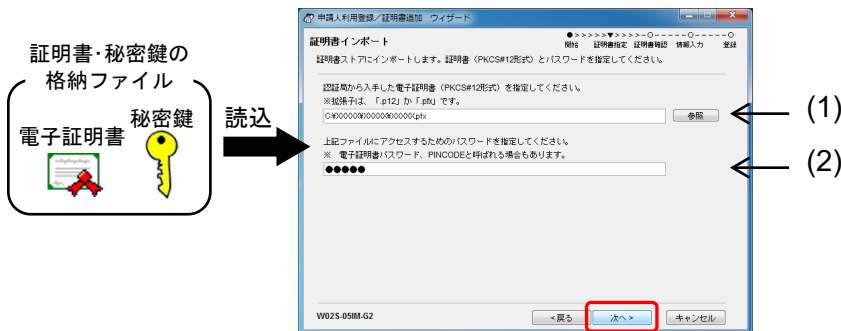 証明書･秘密鍵の
格納ファイル
電子証明書
秘密鍵
読込
申請人利用登録／証明書追加 ウィザード
証明書インポート
●>>>>>▼>>>>-○-----○-----○
開始 証明書指定 証明書確認 情報入力 登録
証明書ストアにインポートします。証明書（PKCS#12形式）とパスワードを指定してください。
認証局から入手した電子証明書（PKCS#12形式）を指定してください。
※拡張子は、「.p12」か「.pfx」です。
C:¥XXXXX¥XXXXX¥XXXXX.pfx
参照
(1)
上記ファイルにアクセスするためのパスワードを指定してください。
※ 電子証明書パスワード、PINCODEと呼ばれる場合もあります。
●●●●●
(2)
W02S-05IM-G2
<戻る
次へ>
キャンセル